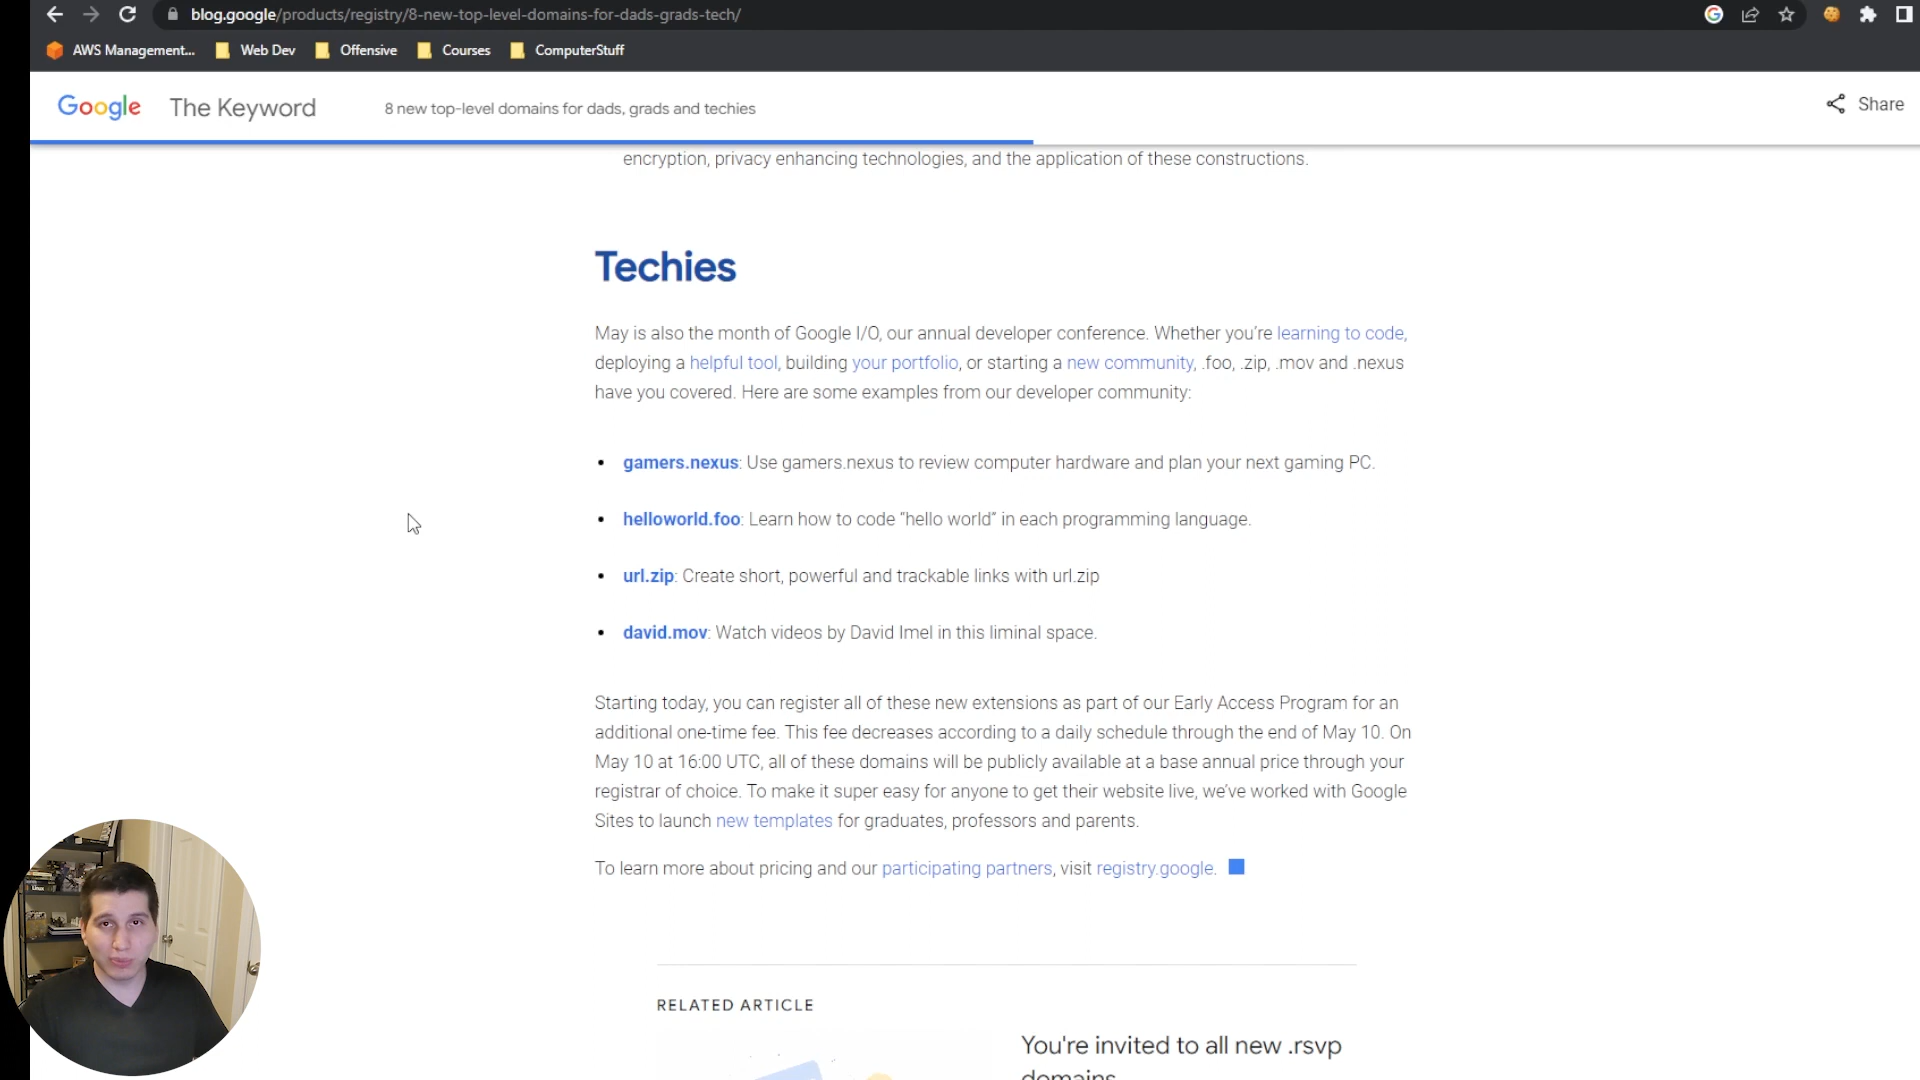 blog.google/products/registry/8-new-top-level-domains-for-dads-grads-tech/
AWS Management... Web Dev Offensive Courses ComputerStuff
Google The Keyword 8 new top-level domains for dads, grads and techies Share
encryption, privacy enhancing technologies, and the application of these constructions.
Techies
May is also the month of Google I/O, our annual developer conference. Whether you’re learning to code,
deploying a helpful tool, building your portfolio, or starting a new community, .foo, .zip, .mov and .nexus
have you covered. Here are some examples from our developer community:
• gamers.nexus: Use gamers.nexus to review computer hardware and plan your next gaming PC.
• helloworld.foo: Learn how to code “hello world” in each programming language.
• url.zip: Create short, powerful and trackable links with url.zip
• david.mov: Watch videos by David Imel in this liminal space.
Starting today, you can register all of these new extensions as part of our Early Access Program for an
additional one-time fee. This fee decreases according to a daily schedule through the end of May 10. On
May 10 at 16:00 UTC, all of these domains will be publicly available at a base annual price through your
registrar of choice. To make it super easy for anyone to get their website live, we’ve worked with Google
Sites to launch new templates for graduates, professors and parents.
To learn more about pricing and our participating partners, visit registry.google.
RELATED ARTICLE
You're invited to all new .rsvp
domains